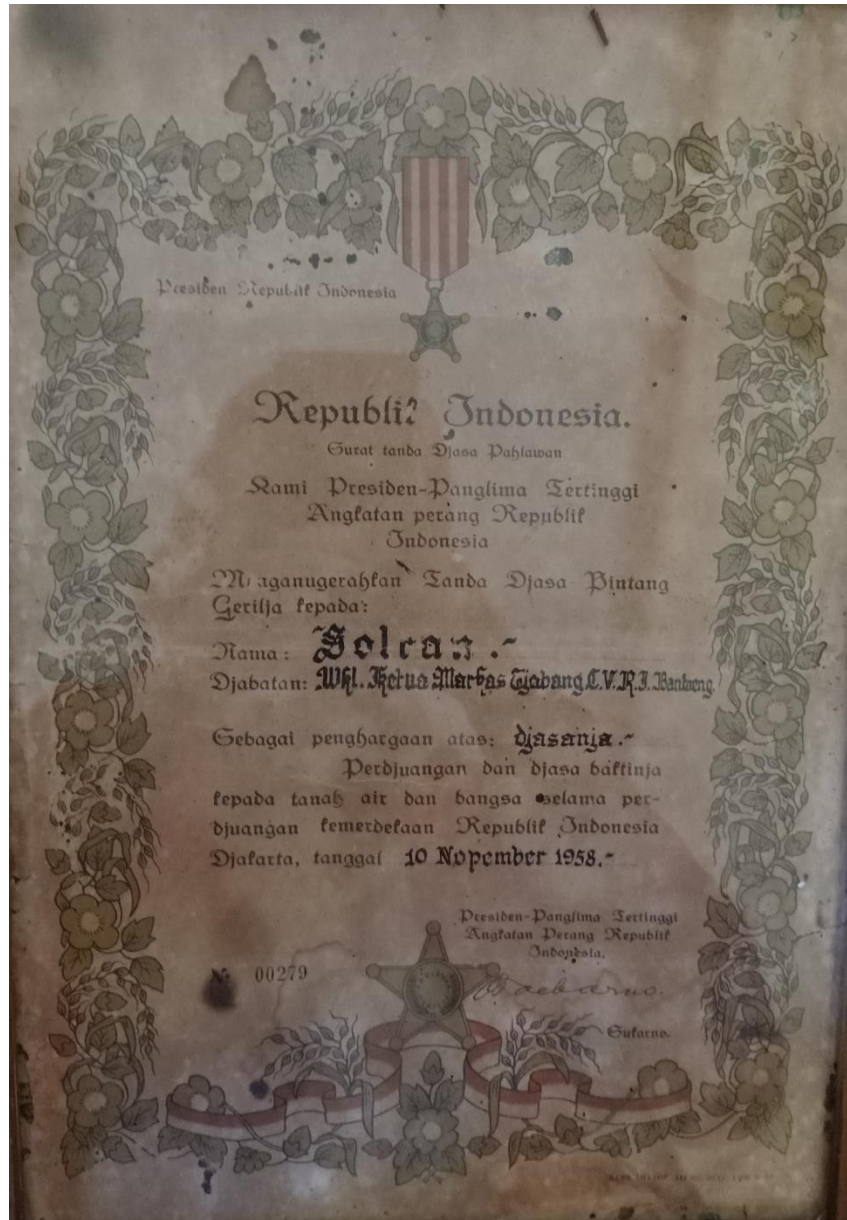 Presiden Republik Indonesia
Republik Indonesia.
Surat tanda Djasa Pahlawan
Kami Presiden-Panglima Tertinggi
Angkatan perang Republik
Indonesia
Menganugerahkan Tanda Djasa Bintang
Gerilja kepada:
Nama: Soltan.-
Djabatan: Wkl. Ketua Markas Tjabang C.V.R.I. Bantaeng.
Sebagai penghargaan atas: djasanja.-
Perdjuangan dan djasa baktinja
kepada tanah air dan bangsa selama per-
djuangan kemerdekaan Republik Indonesia
Djakarta, tanggal 10 Nopember 1958.-
Presiden-Panglima Tertinggi
Angkatan Perang Republik
Indonesia.
No 00279
Soekarno.
Sukarno.